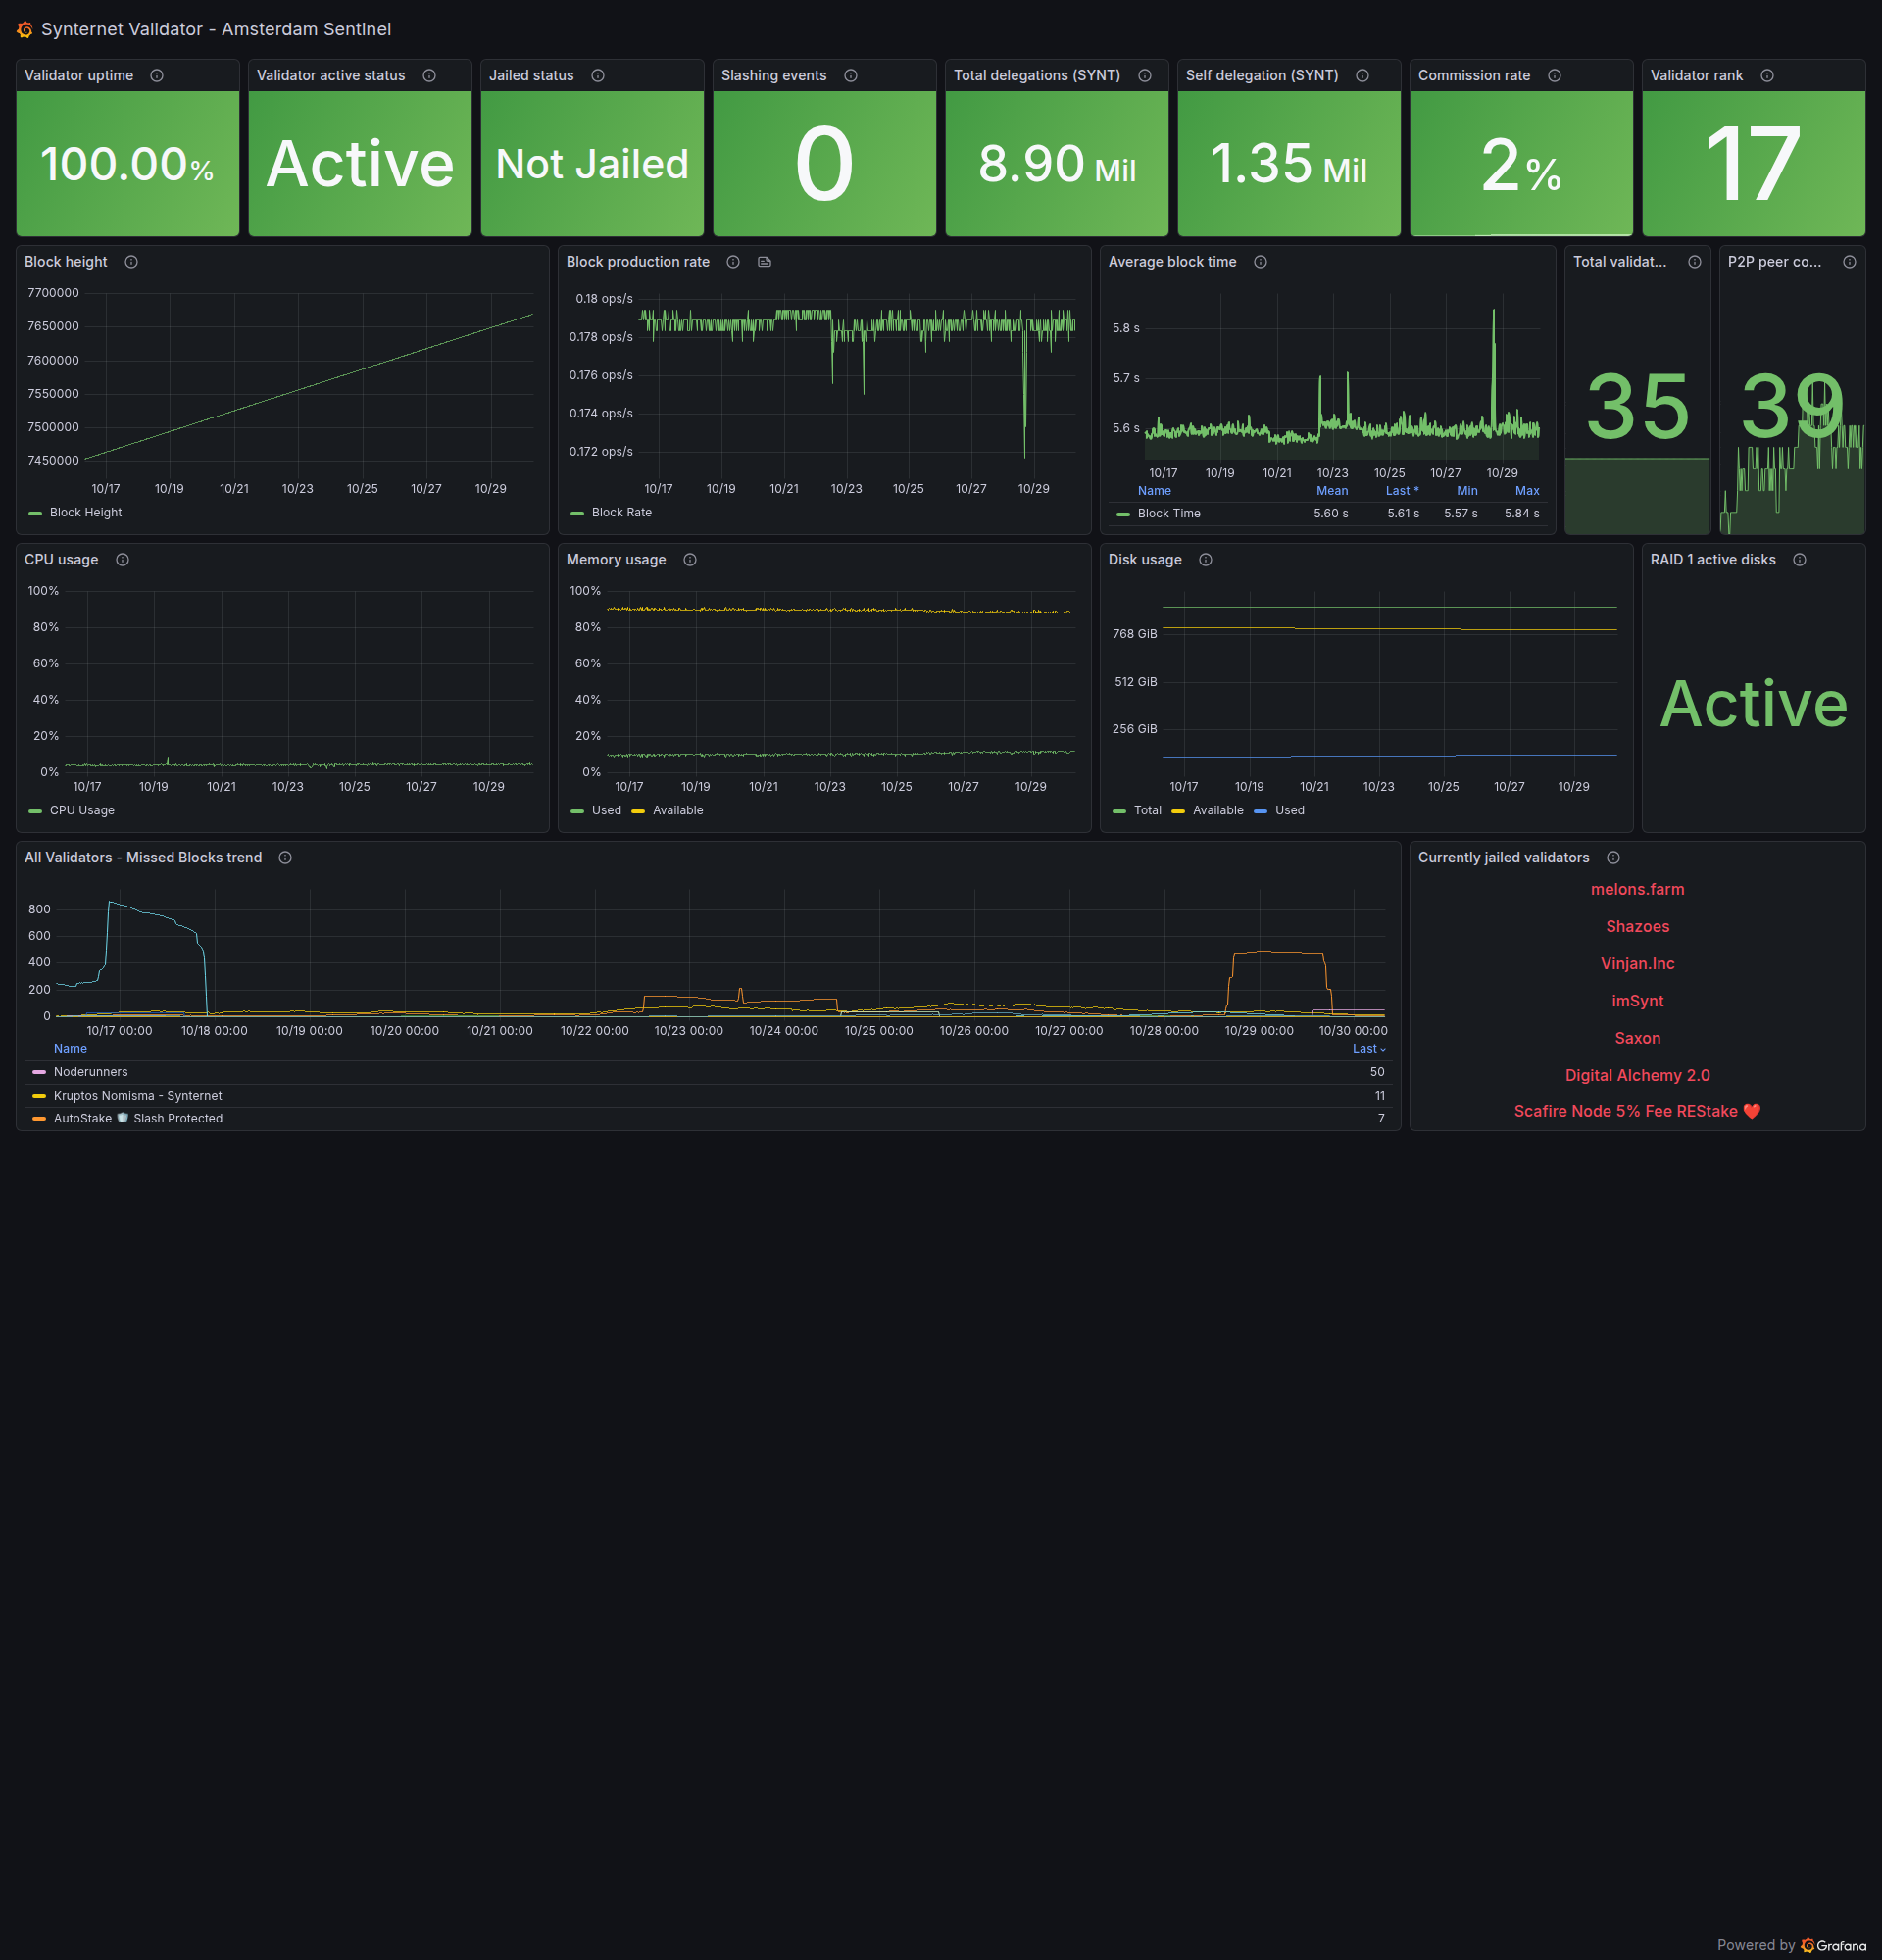 Synternet Validator - Amsterdam Sentinel
Validator uptime
100.00%
Validator active status
Active
Jailed status
Not Jailed
Slashing events
0
Total delegations (SYNT)
8.90 Mil
Self delegation (SYNT)
1.35 Mil
Commission rate
2%
Validator rank
17
Block height
7700000
7650000
7600000
7550000
7500000
7450000
10/17 10/19 10/21 10/23 10/25 10/27 10/29
Block Height
Block production rate
0.18 ops/s
0.178 ops/s
0.176 ops/s
0.174 ops/s
0.172 ops/s
10/17 10/19 10/21 10/23 10/25 10/27 10/29
Block Rate
Average block time
5.8 s
5.7 s
5.6 s
10/17 10/19 10/21 10/23 10/25 10/27 10/29
Name Mean Last * Min Max
Block TIme 5.60 s 5.61 s 5.57 s 5.84 s
Total validat...
35
P2P peer co...
39
CPU usage
100%
80%
60%
40%
20%
0%
10/17 10/19 10/21 10/23 10/25 10/27 10/29
CPU Usage
Memory usage
100%
80%
60%
40%
20%
0%
10/17 10/19 10/21 10/23 10/25 10/27 10/29
Used Available
Disk usage
768 GiB
512 GiB
256 GiB
10/17 10/19 10/21 10/23 10/25 10/27 10/29
Total Available Used
RAID 1 active disks
Active
All Validators - Missed Blocks trend
800
600
400
200
0
10/17 00:00 10/18 00:00 10/19 00:00 10/20 00:00 10/21 00:00 10/22 00:00 10/23 00:00 10/24 00:00 10/25 00:00 10/26 00:00 10/27 00:00 10/28 00:00 10/29 00:00 10/30 00:00
Name Last
Noderunners 50
Kruptos Nomisma - Synternet 11
AutoStake 🛡️ Slash Protected 7
Currently jailed validators
melons.farm
Shazoes
Vinjan.Inc
imSynt
Saxon
Digital Alchemy 2.0
Scafire Node 5% Fee REStake ❤️
Powered by Grafana